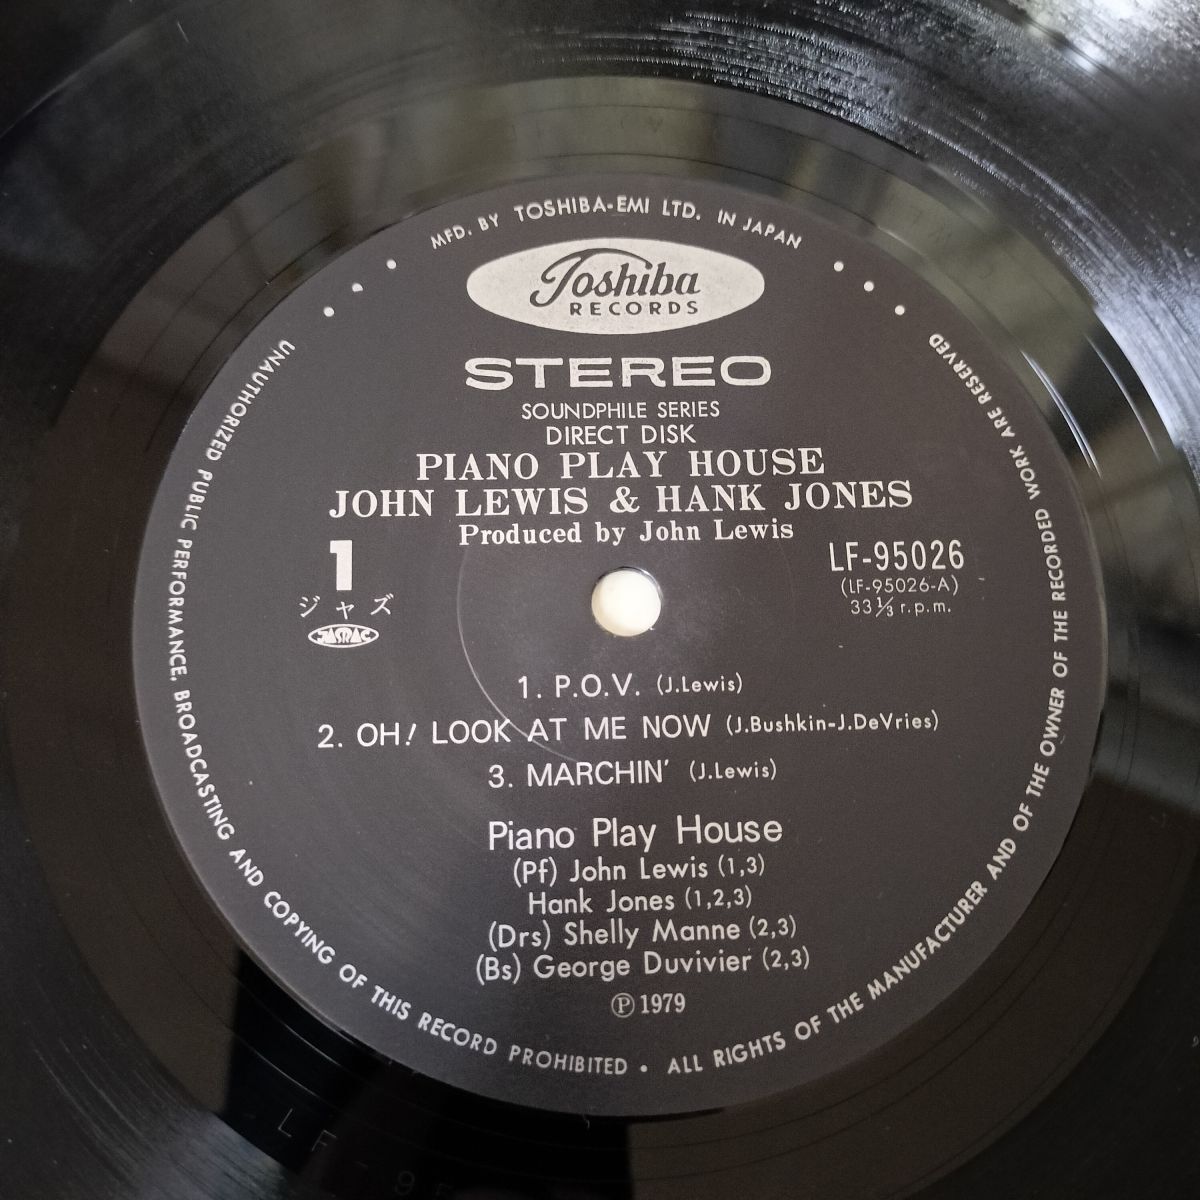 MFD. BY TOSHIBA-EMI LTD. IN JAPAN
Toshiba
RECORDS
STEREO
SOUNDPHILE SERIES
DIRECT DISK
PIANO PLAY HOUSE
JOHN LEWIS & HANK JONES
Produced by John Lewis
1
ジャズ
JASRAC
LF-95026
(LF-95026-A)
33⅓ r.p.m.
1. P.O.V. (J.Lewis)
2. OH! LOOK AT ME NOW (J.Bushkin-J.DeVries)
3. MARCHIN' (J.Lewis)
Piano Play House
(Pf) John Lewis (1,3)
Hank Jones (1,2,3)
(Drs) Shelly Manne (2,3)
(Bs) George Duvivier (2,3)
Ⓟ 1979
UNAUTHORIZED PUBLIC PERFORMANCE, BROADCASTING AND COPYING OF THIS RECORD PROHIBITED • ALL RIGHTS OF THE MANUFACTURER AND OF THE OWNER OF THE RECORDED WORK ARE RESERVED